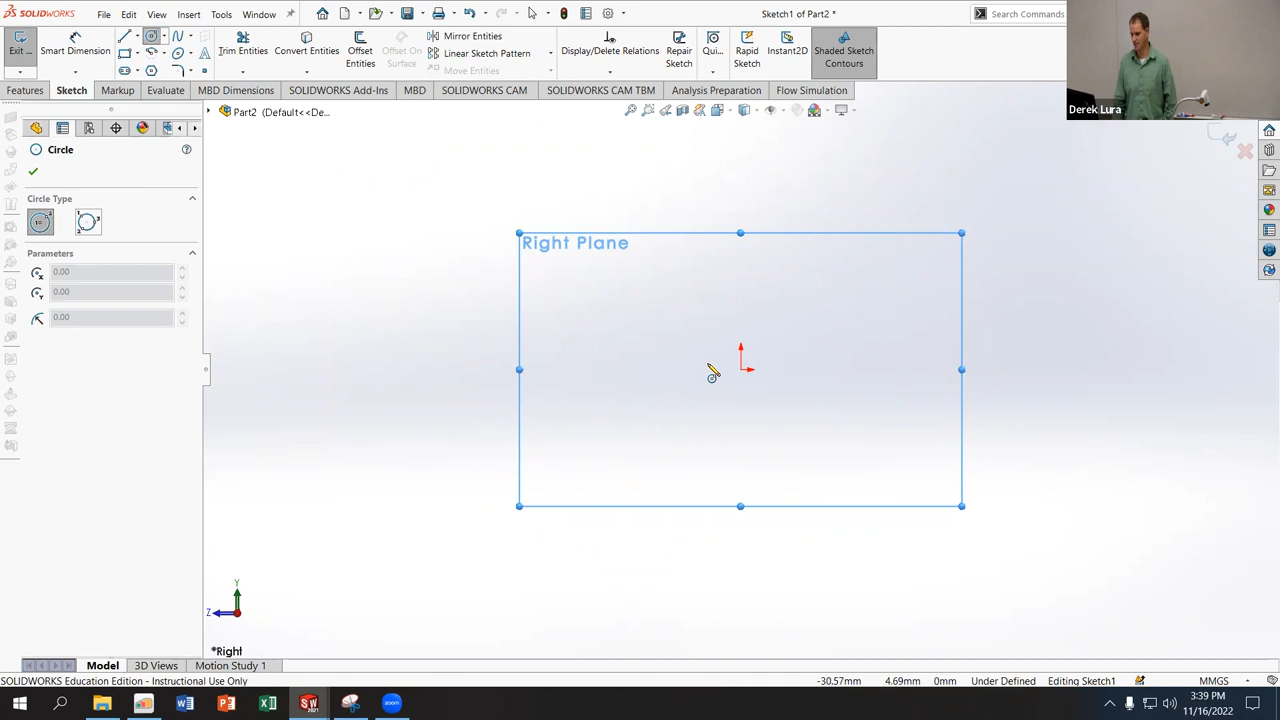 SOLIDWORKS File Edit View Insert Tools Window Sketch1 of Part2 * Search Commands
Exit ... Smart Dimension Trim Entities Convert Entities Offset Entities Offset On Surface Mirror Entities Display/Delete Relations Repair Sketch Qui... Rapid Sketch Instant2D Shaded Sketch Contours
Linear Sketch Pattern
Move Entities
Features Sketch Markup Evaluate MBD Dimensions SOLIDWORKS Add-Ins MBD SOLIDWORKS CAM SOLIDWORKS CAM TBM Analysis Preparation Flow Simulation
Derek Lura
Part2 (Default<<De...
Circle
Circle Type
Parameters
0.00
0.00
0.00
Right Plane
Y
Z
*Right
Model 3D Views Motion Study 1
SOLIDWORKS Education Edition - Instructional Use Only -30.57mm 4.69mm 0mm Under Defined Editing Sketch1 MMGS
3:39 PM
11/16/2022